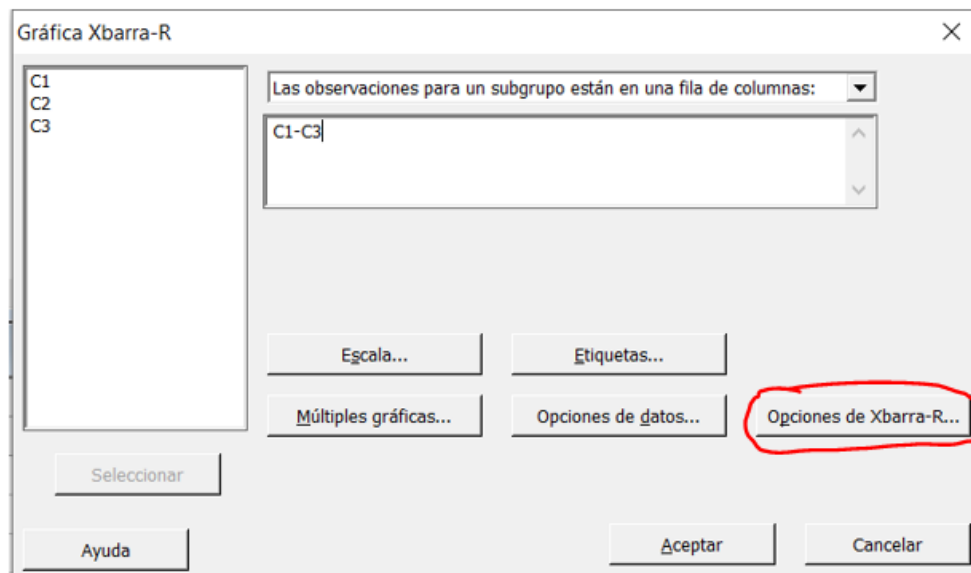 Gráfica Xbarra-R
C1
C2
C3
Las observaciones para un subgrupo están en una fila de columnas:
C1-C3
Escala...
Etiquetas...
Múltiples gráficas...
Opciones de datos...
Opciones de Xbarra-R...
Seleccionar
Ayuda
Aceptar
Cancelar